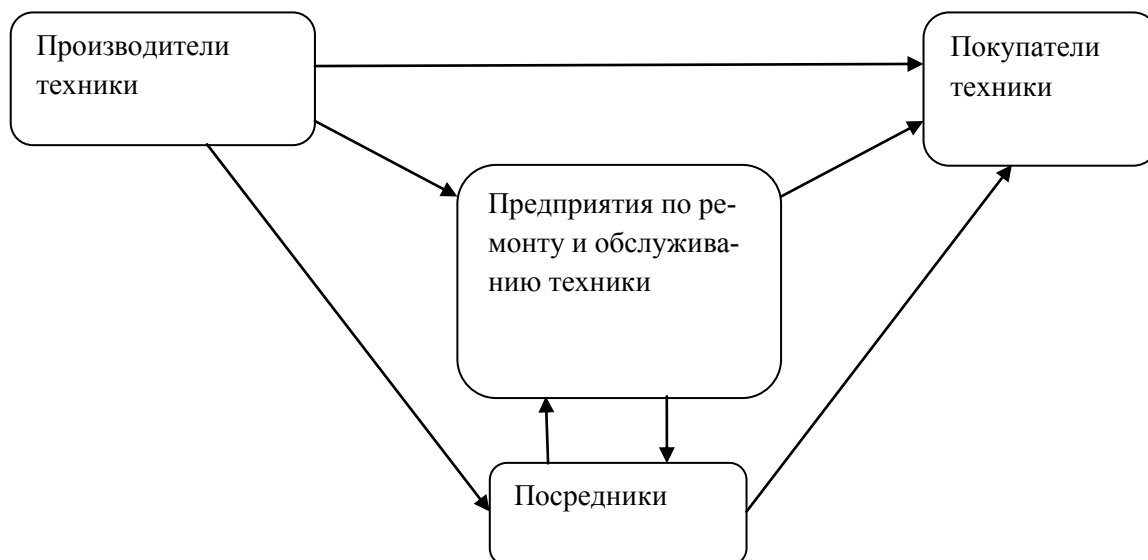 Производители
техники
Покупатели
техники
Предприятия по ре-
монту и обслужива-
нию техники
Посредники